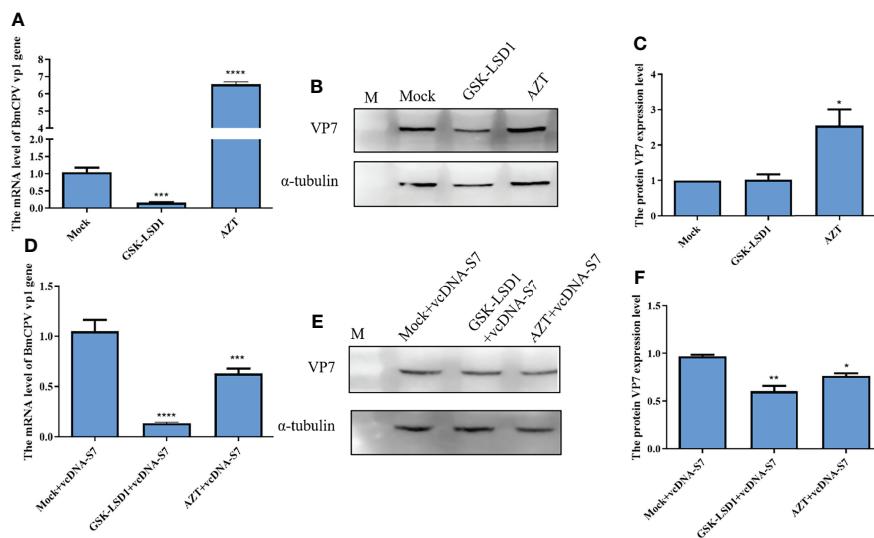 A
The mRNA level of BmCPV vp1 gene
7
6
5
4
1.0
0.5
0.0
***
****
Mock
GSK-LSD1
AZT
B
M
Mock
GSK-LSD1
AZT
VP7
α-tubulin
C
The protein VP7 expression level
4
3
2
1
0
*
Mock
GSK-LSD1
AZT
D
The mRNA level of BmCPV vp1 gene
1.5
1.0
0.5
0.0
****
***
Mock+vcDNA-S7
GSK-LSD1+vcDNA-S7
AZT+vcDNA-S7
E
M
Mock+vcDNA-S7
GSK-LSD1
+vcDNA-S7
AZT+vcDNA-S7
VP7
α-tubulin
F
The protein VP7 expression level
1.5
1.0
0.5
0.0
**
*
Mock+vcDNA-S7
GSK-LSD1+vcDNA-S7
AZT+vcDNA-S7